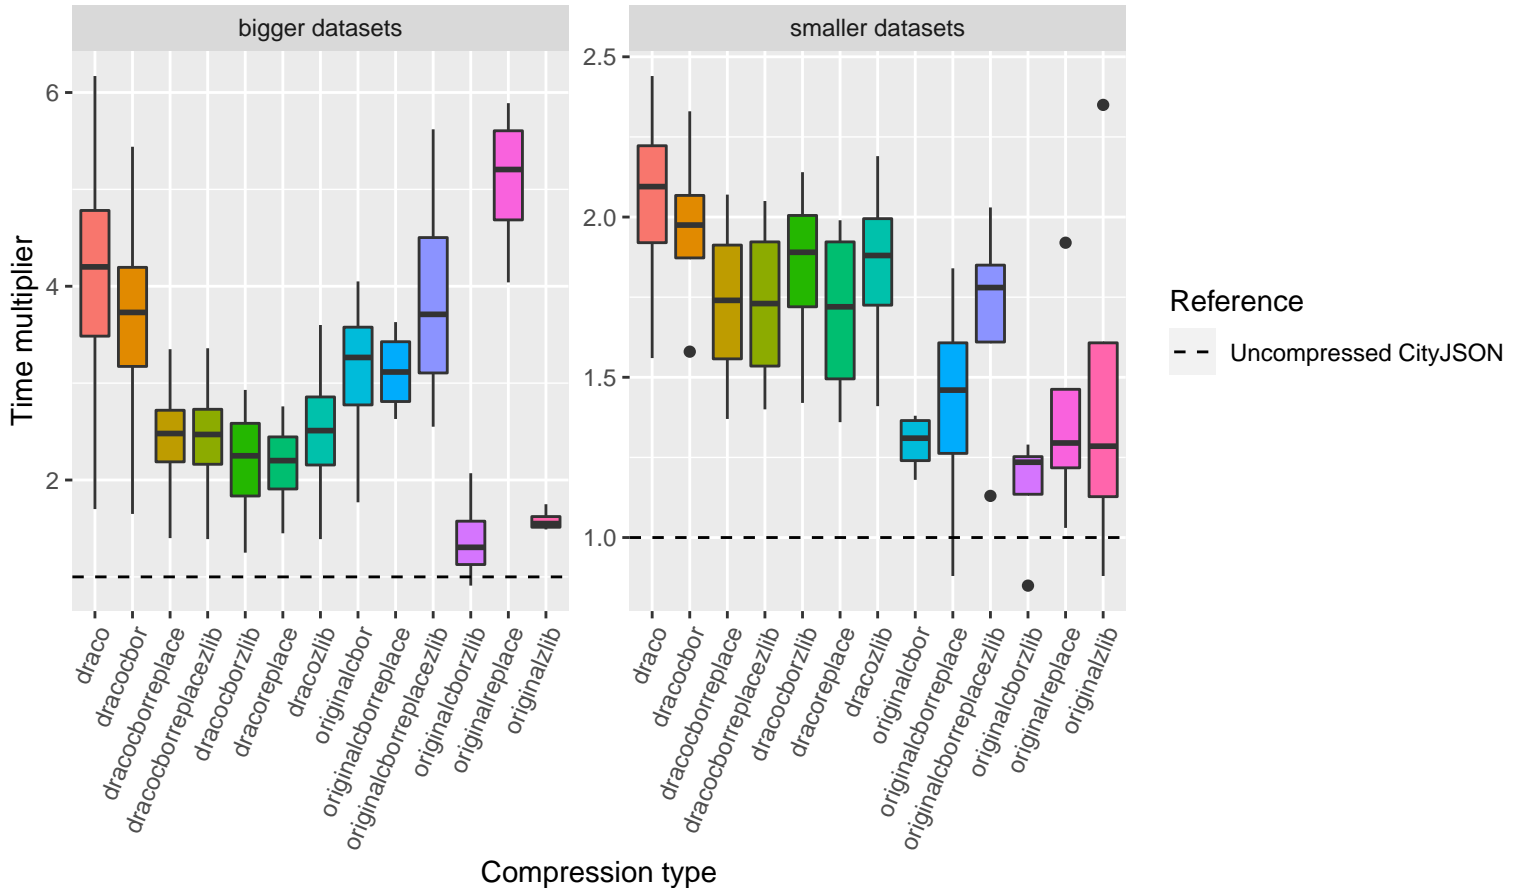 bigger datasets
smaller datasets
Time multiplier
6
4
2
2.5
2.0
1.5
1.0
draco
dracocbor
dracocborreplace
dracocborreplacezlib
dracocborzlib
dracoreplace
dracozlib
originalcbor
originalcborreplace
originalcborreplacezlib
originalcborzlib
originalreplace
originalzlib
draco
dracocbor
dracocborreplace
dracocborreplacezlib
dracocborzlib
dracoreplace
dracozlib
originalcbor
originalcborreplace
originalcborreplacezlib
originalcborzlib
originalreplace
originalzlib
Compression type
Reference
Uncompressed CityJSON